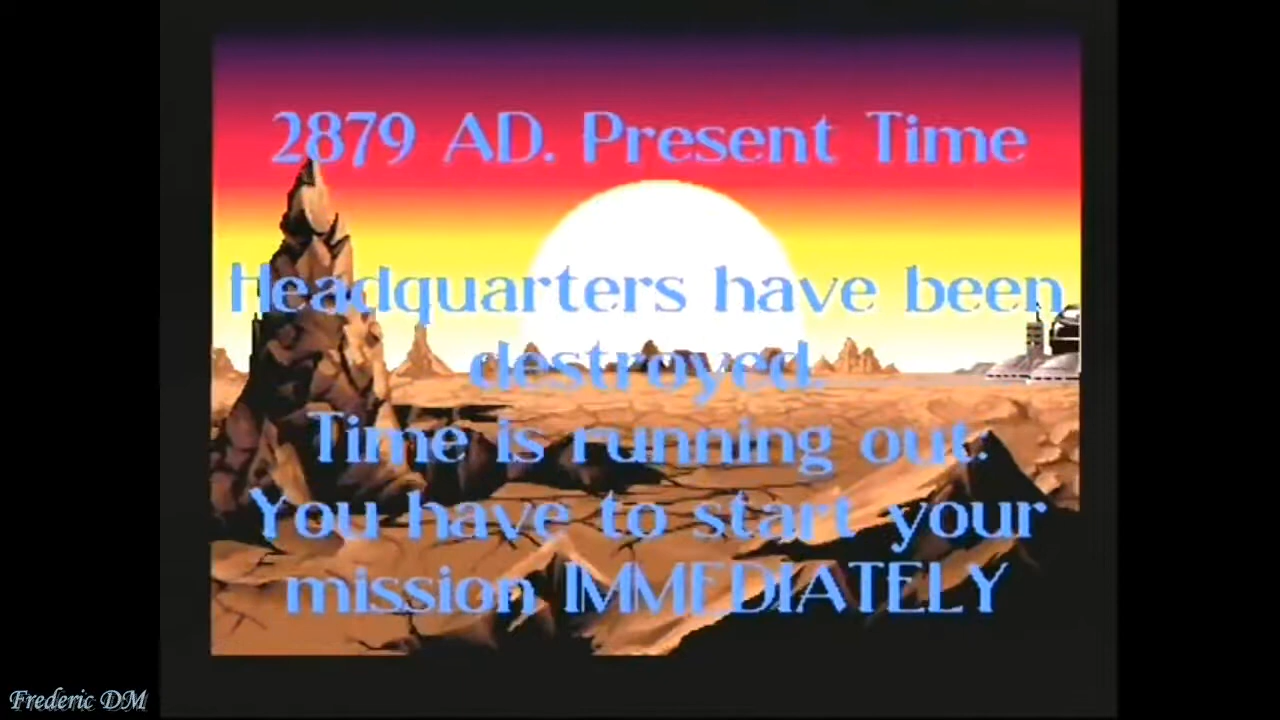 2879 AD. Present Time
Headquarters have been
destroyed.
Time is running out:
You have to start your
mission IMMEDIATELY
Frederic DM